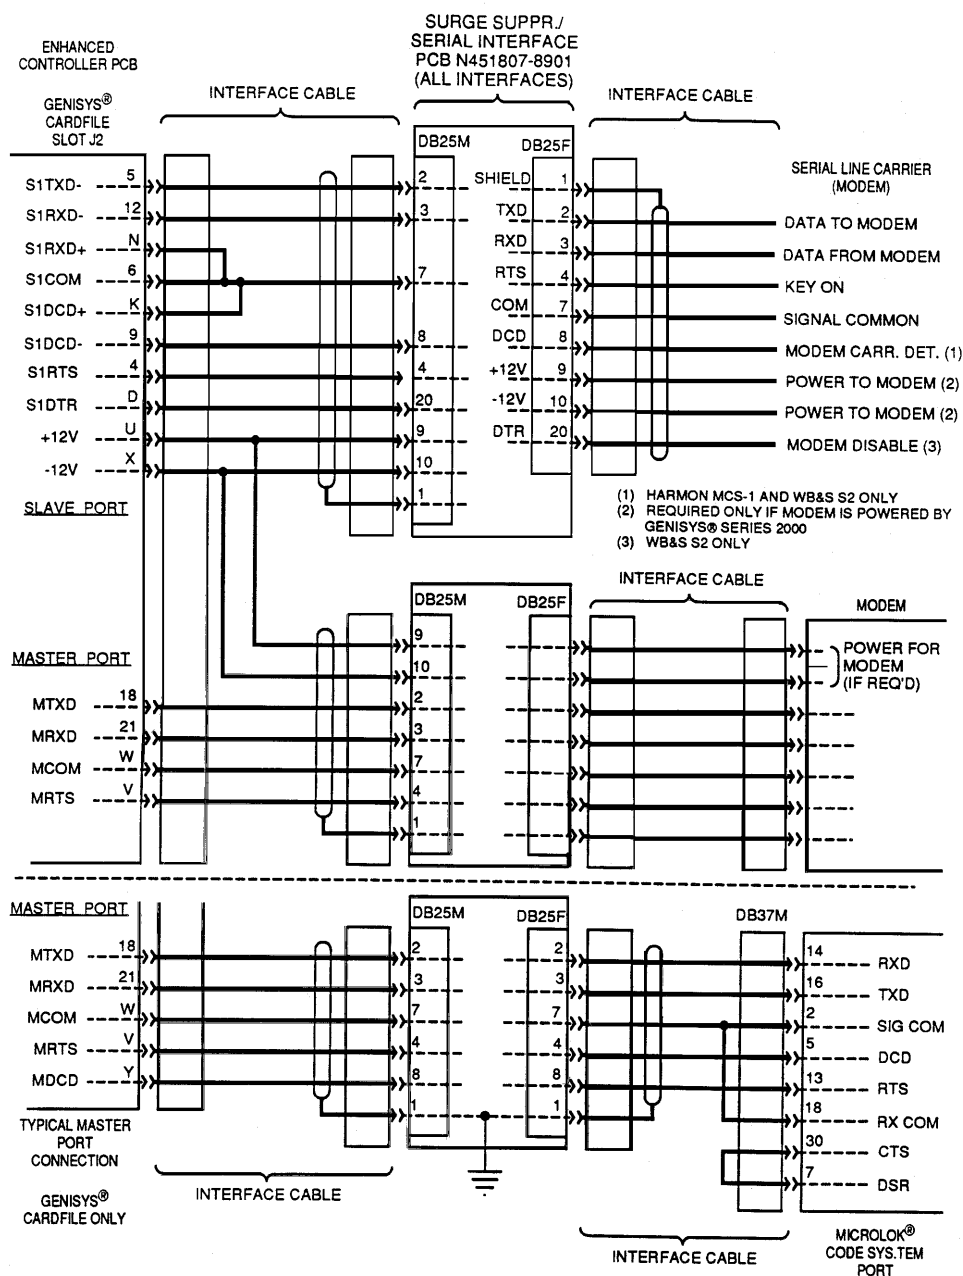 SURGE SUPPR./
SERIAL INTERFACE
PCB N451807-8901
(ALL INTERFACES)
ENHANCED
CONTROLLER PCB
GENISYS®
CARDFILE
SLOT J2
INTERFACE CABLE
INTERFACE CABLE
DB25M
DB25F
SERIAL LINE CARRIER
(MODEM)
S1TXD- 5 2 SHIELD 1
S1RXD- 12 3 TXD 2 DATA TO MODEM
S1RXD+ N RXD 3 DATA FROM MODEM
S1COM 6 7 RTS 4 KEY ON
S1DCD+ K COM 7 SIGNAL COMMON
S1DCD- 9 8 DCD 8 MODEM CARR. DET. (1)
S1RTS 4 4 +12V 9 POWER TO MODEM (2)
S1DTR D 20 -12V 10 POWER TO MODEM (2)
+12V U 9 DTR 20 MODEM DISABLE (3)
-12V X 10
1
SLAVE PORT
(1) HARMON MCS-1 AND WB&S S2 ONLY
(2) REQUIRED ONLY IF MODEM IS POWERED BY
GENISYS® SERIES 2000
(3) WB&S S2 ONLY
INTERFACE CABLE
DB25M
DB25F
MODEM
MASTER PORT
9
10
POWER FOR
MODEM
(IF REQ'D)
MTXD 18 2
MRXD 21 3
MCOM W 7
MRTS V 4
1
MASTER PORT
DB25M
DB25F
DB37M
MTXD 18 2 2 14 RXD
MRXD 21 3 3 16 TXD
MCOM W 7 7 2 SIG COM
MRTS V 4 4 5 DCD
MDCD Y 8 8 13 RTS
1 1 18 RX COM
30 CTS
7 DSR
TYPICAL MASTER
PORT
CONNECTION
GENISYS®
CARDFILE ONLY
INTERFACE CABLE
INTERFACE CABLE
MICROLOK®
CODE SYS.TEM
PORT